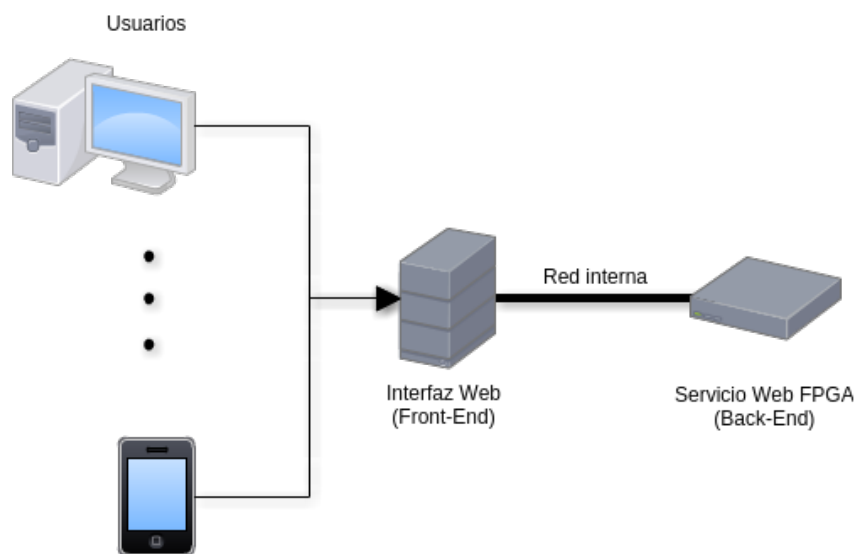 Usuarios
Red interna
Interfaz Web
(Front-End)
Servicio Web FPGA
(Back-End)